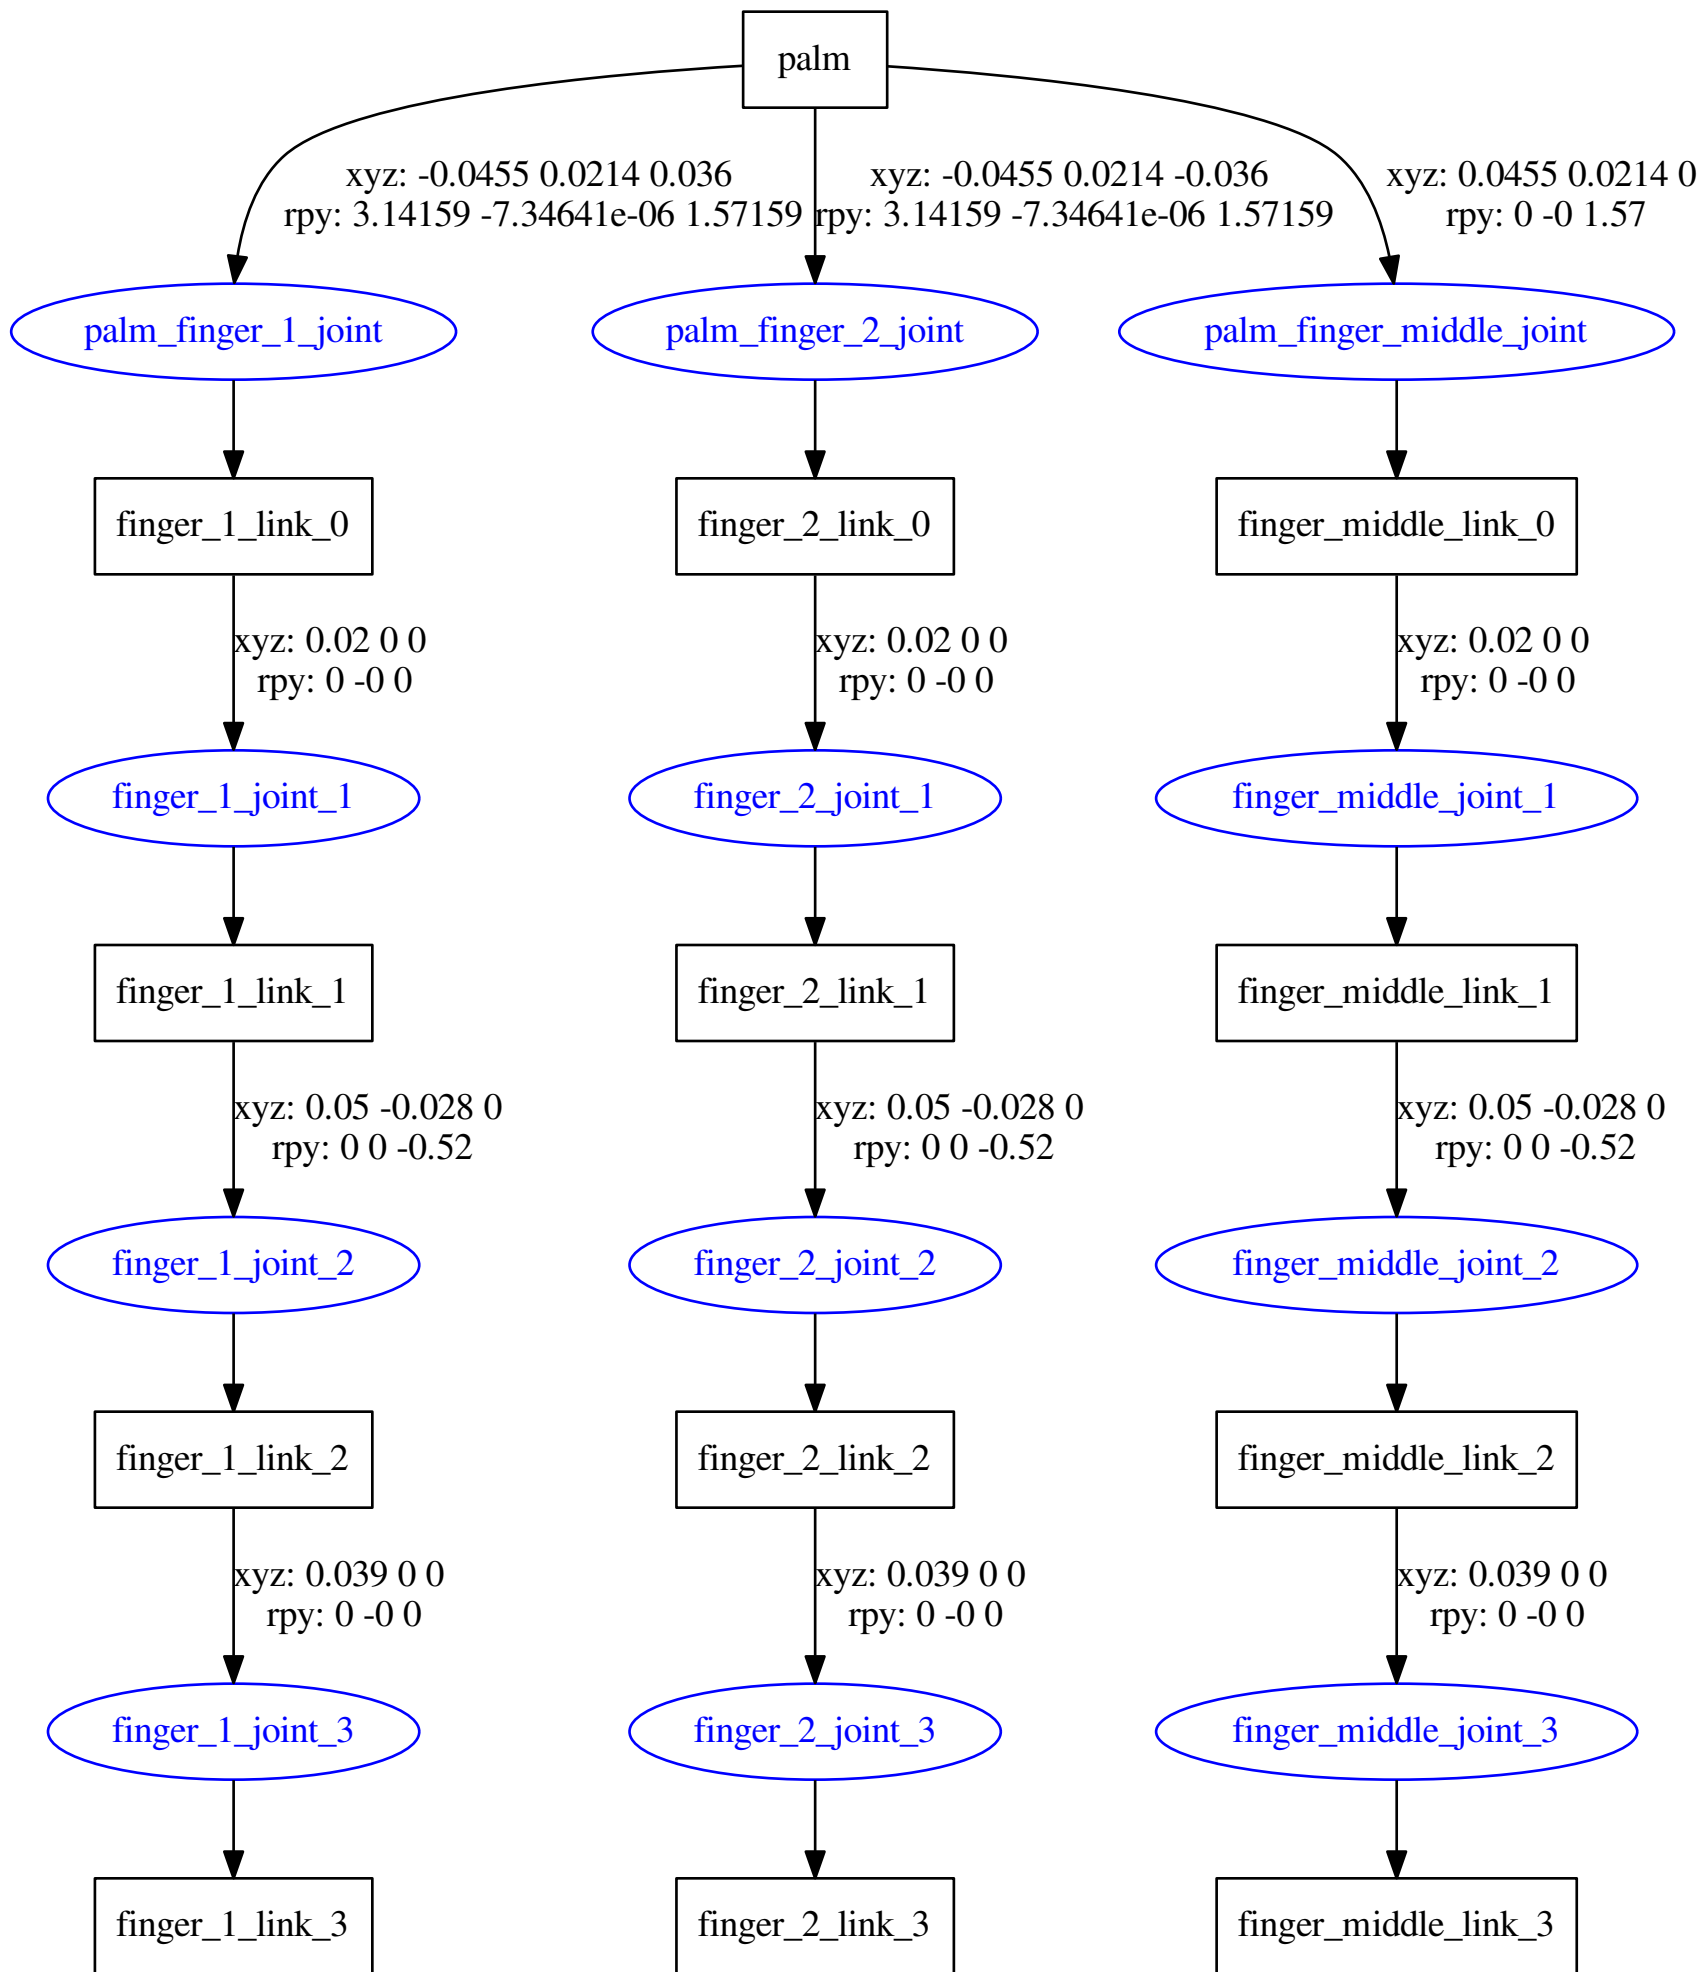 palm
xyz: -0.0455 0.0214 0.036
rpy: 3.14159 -7.34641e-06 1.57159
xyz: -0.0455 0.0214 -0.036
rpy: 3.14159 -7.34641e-06 1.57159
xyz: 0.0455 0.0214 0
rpy: 0 -0 1.57
palm_finger_1_joint
palm_finger_2_joint
palm_finger_middle_joint
finger_1_link_0
finger_2_link_0
finger_middle_link_0
xyz: 0.02 0 0
rpy: 0 -0 0
xyz: 0.02 0 0
rpy: 0 -0 0
xyz: 0.02 0 0
rpy: 0 -0 0
finger_1_joint_1
finger_2_joint_1
finger_middle_joint_1
finger_1_link_1
finger_2_link_1
finger_middle_link_1
xyz: 0.05 -0.028 0
rpy: 0 0 -0.52
xyz: 0.05 -0.028 0
rpy: 0 0 -0.52
xyz: 0.05 -0.028 0
rpy: 0 0 -0.52
finger_1_joint_2
finger_2_joint_2
finger_middle_joint_2
finger_1_link_2
finger_2_link_2
finger_middle_link_2
xyz: 0.039 0 0
rpy: 0 -0 0
xyz: 0.039 0 0
rpy: 0 -0 0
xyz: 0.039 0 0
rpy: 0 -0 0
finger_1_joint_3
finger_2_joint_3
finger_middle_joint_3
finger_1_link_3
finger_2_link_3
finger_middle_link_3